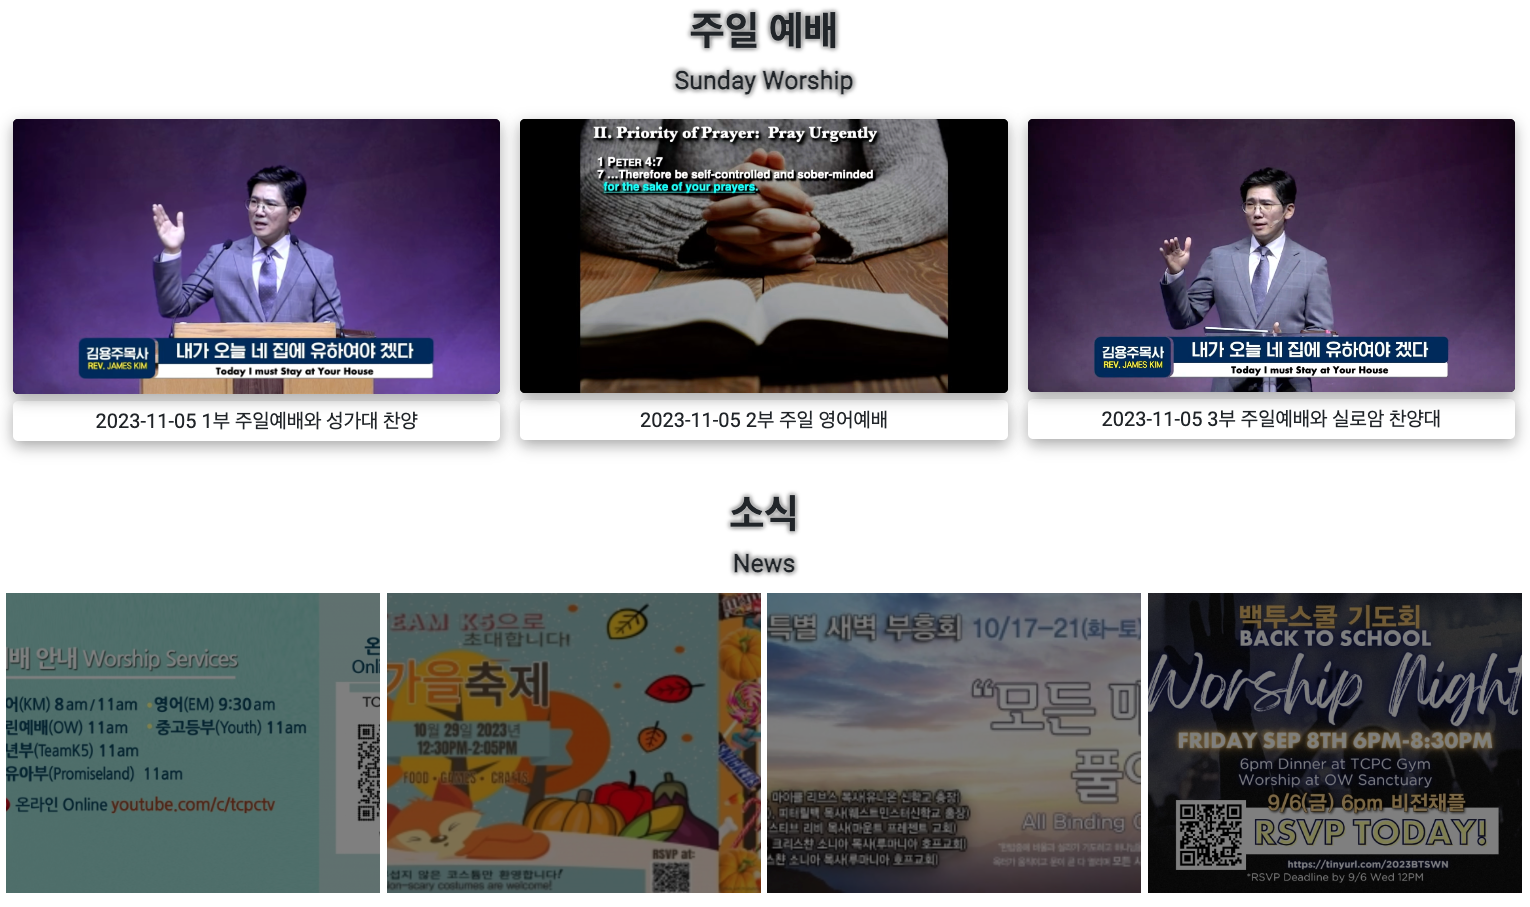 주일 예배
Sunday Worship
II. Priority of Prayer: Pray Urgently
1 PETER 4:7
7 ...Therefore be self-controlled and sober-minded
for the sake of your prayers.
김용주목사
REV. JAMES KIM
내가 오늘 네 집에 유하여야 겠다
Today I must Stay at Your House
김용주목사
REV. JAMES KIM
내가 오늘 네 집에 유하여야 겠다
Today I must Stay at Your House
2023-11-05 1부 주일예배와 성가대 찬양
2023-11-05 2부 주일 영어예배
2023-11-05 3부 주일예배와 실로암 찬양대
소식
News
배 안내 Worship Services
어(KM) 8am/11am •영어(EM) 9:30am
린예배(OW) 11am •중고등부(Youth) 11am
년부(TeamK5) 11am
유아부(Promiseland) 11am
온라인 Online youtube.com/c/tcpctv
온
Onl
TC
EAM K5으로
초대합니다!
가을축제
10월 29일 2023년
12:30PM-2:05PM
FOOD • GAMES • CRAFTS
RSVP at:
섭지 않은 코스튬만 환영합니다!
on-scary costumes are welcome!
특별 새벽 부흥회 10/17-21(화-토)
“모든 매
풀어
All Binding
마이클 리브스 목사(유니온 신학교 총장)
피터릴백 목사(웨스트민스터신학교 총장)
스티브 리비 목사(마운트 프레젠트 교회)
크리스챤 소니아 목사(루마니아 호프교회)
스챤 소니아 목사(루마니아 호프교회)
백투스쿨 기도회
BACK TO SCHOOL
Worship Night
FRIDAY SEP 8TH 6PM-8:30PM
6pm Dinner at TCPC Gym
Worship at OW Sanctuary
9/6(금) 6pm 비전채플
RSVP TODAY!
https://tinyurl.com/2023BTSWN
*RSVP Deadline by 9/6 Wed 12PM